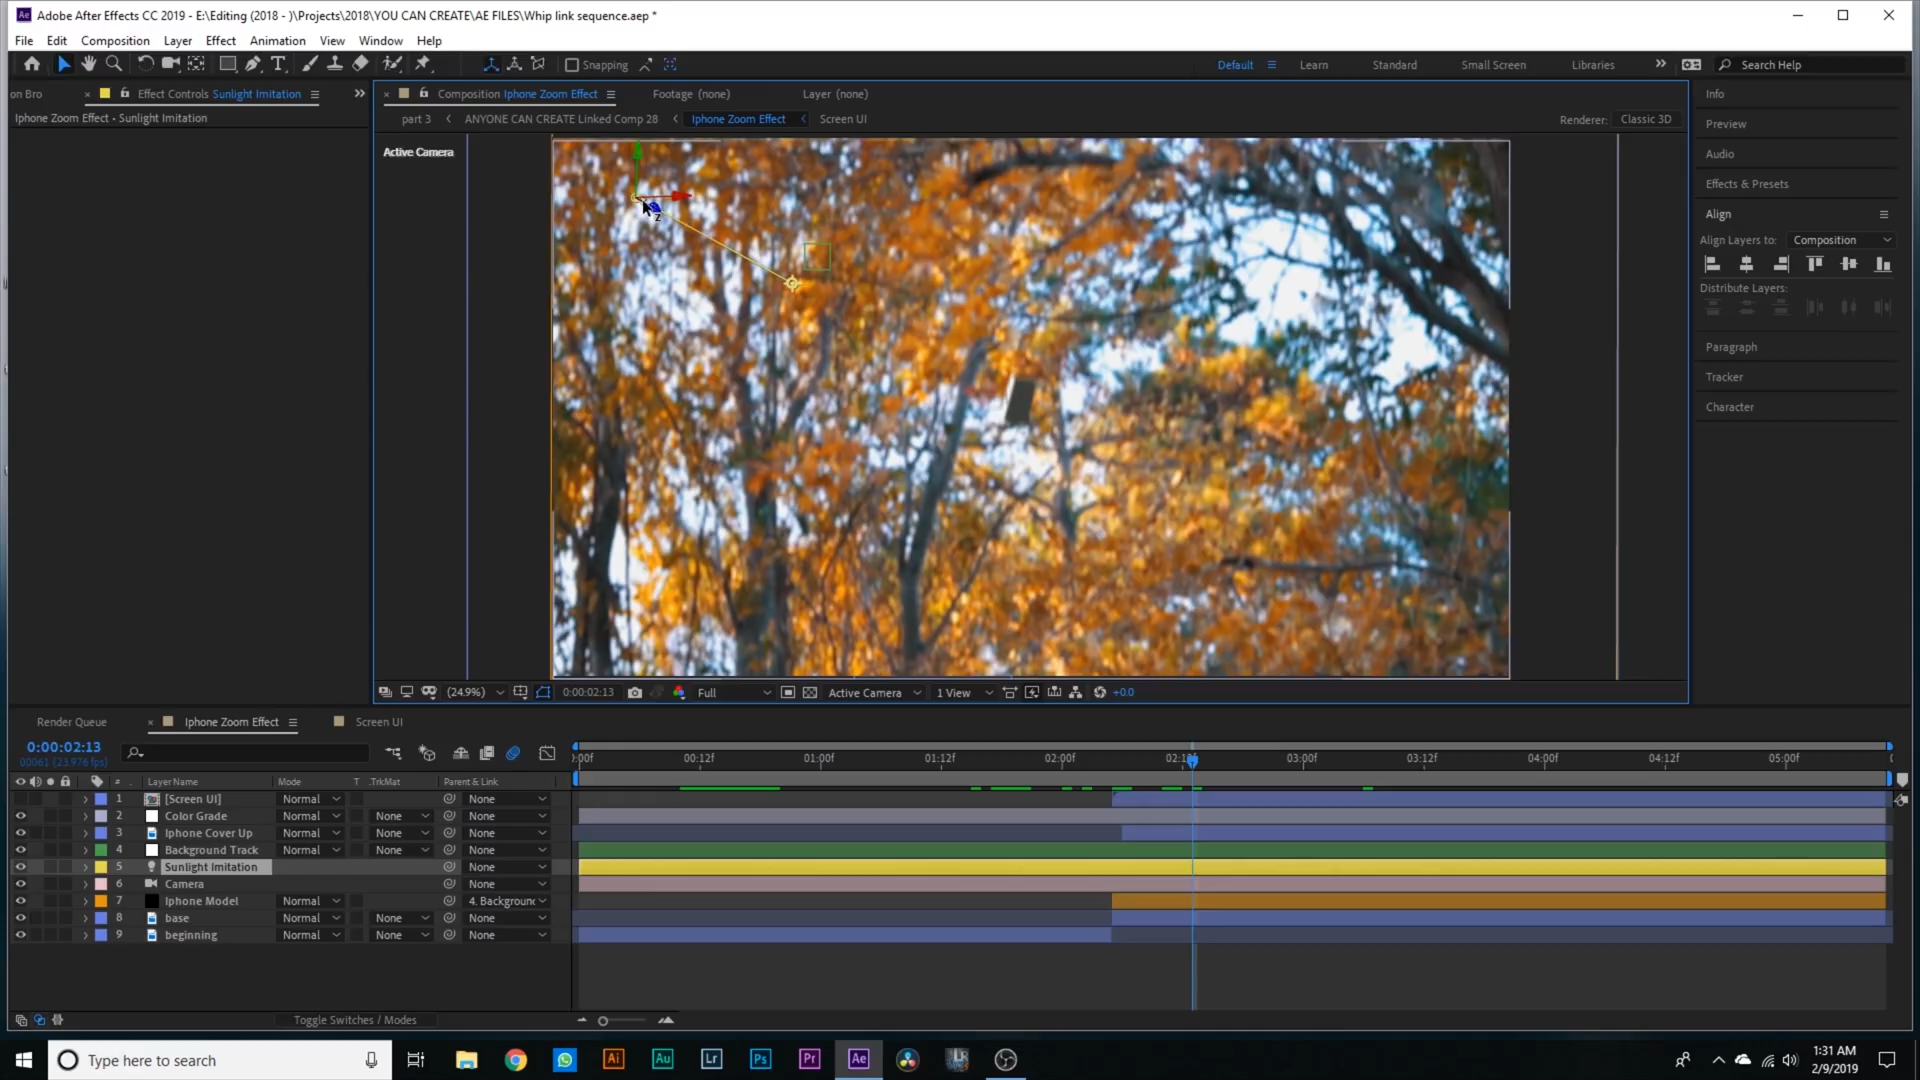 Adobe After Effects CC 2019 - E:\Editing (2018 - )\Projects\2018\YOU CAN CREATE\AE FILES\Whip link sequence.aep *
File Edit Composition Layer Effect Animation View Window Help
Snapping
Default Learn Standard Small Screen Libraries Search Help
on Bro Effect Controls Sunlight Imitation
Iphone Zoom Effect • Sunlight Imitation
Composition Iphone Zoom Effect Footage (none) Layer (none)
part 3 ANYONE CAN CREATE Linked Comp 28 Iphone Zoom Effect Screen UI
Renderer: Classic 3D
Active Camera
Z
(24.9%) 0:00:02:13 Full Active Camera 1 View +0.0
Info
Preview
Audio
Effects & Presets
Align
Align Layers to: Composition
Distribute Layers:
Paragraph
Tracker
Character
Render Queue Iphone Zoom Effect Screen UI
0:00:02:13
00061 (23.976 fps)
:00f 00:12f 01:00f 01:12f 02:00f 02:12f 03:00f 03:12f 04:00f 04:12f 05:00f
# Layer Name Mode T .TrkMat Parent & Link
1 [Screen UI] Normal None
2 Color Grade Normal None None
3 Iphone Cover Up Normal None None
4 Background Track Normal None None
5 Sunlight Imitation None
6 Camera None
7 Iphone Model Normal 4. Background
8 base Normal None None
9 beginning Normal None None
Toggle Switches / Modes
Type here to search
Ai Au Lr Ps Pr Ae
1:31 AM
2/9/2019